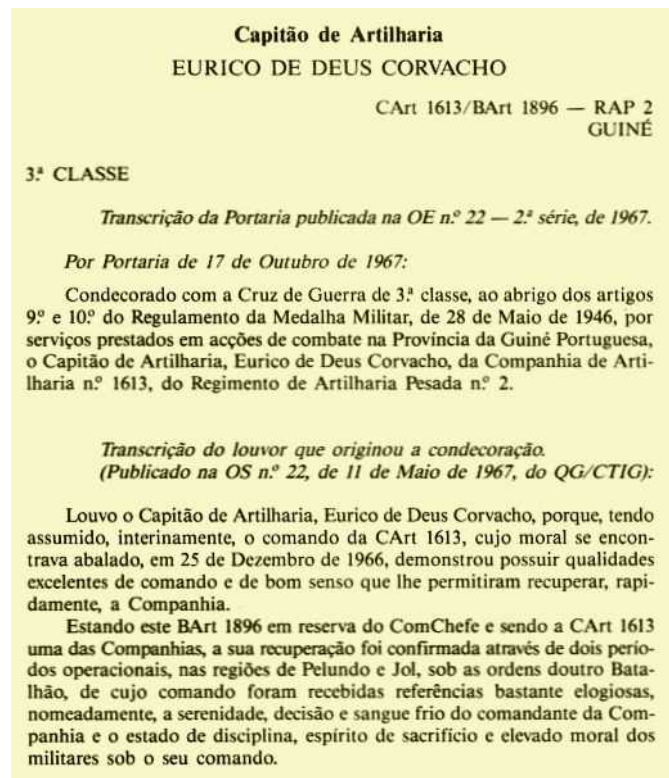 Capitão de Artilharia
EURICO DE DEUS CORVACHO
CArt 1613/BArt 1896 — RAP 2
GUINÉ
3.ª CLASSE
Transcrição da Portaria publicada na OE n.º 22 — 2.ª série, de 1967.
Por Portaria de 17 de Outubro de 1967:
Condecorado com a Cruz de Guerra de 3.ª classe, ao abrigo dos artigos
9.º e 10.º do Regulamento da Medalha Militar, de 28 de Maio de 1946, por
serviços prestados em acções de combate na Província da Guiné Portuguesa,
o Capitão de Artilharia, Eurico de Deus Corvacho, da Companhia de Arti-
lharia n.º 1613, do Regimento de Artilharia Pesada n.º 2.
Transcrição do louvor que originou a condecoração.
(Publicado na OS n.º 22, de 11 de Maio de 1967, do QG/CTIG):
Louvo o Capitão de Artilharia, Eurico de Deus Corvacho, porque, tendo
assumido, interinamente, o comando da CArt 1613, cujo moral se encon-
trava abalado, em 25 de Dezembro de 1966, demonstrou possuir qualidades
excelentes de comando e de bom senso que lhe permitiram recuperar, rapi-
damente, a Companhia.
Estando este BArt 1896 em reserva do ComChefe e sendo a CArt 1613
uma das Companhias, a sua recuperação foi confirmada através de dois perío-
dos operacionais, nas regiões de Pelundo e Jol, sob as ordens doutro Bata-
lhão, de cujo comando foram recebidas referências bastante elogiosas,
nomeadamente, a serenidade, decisão e sangue frio do comandante da Com-
panhia e o estado de disciplina, espírito de sacrifício e elevado moral dos
militares sob o seu comando.